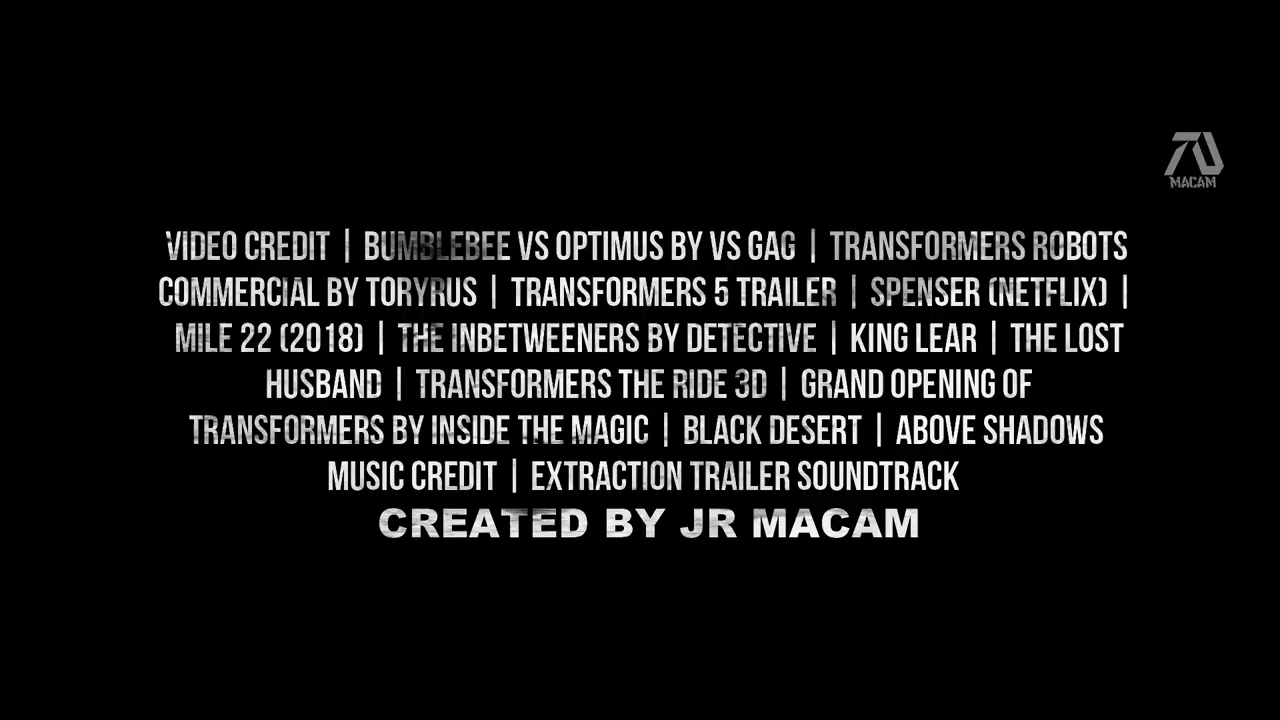 MACAM
VIDEO CREDIT | BUMBLEBEE VS OPTIMUS BY VS GAG | TRANSFORMERS ROBOTS
COMMERCIAL BY TORYRUS | TRANSFORMERS 5 TRAILER | SPENSER (NETFLIX) |
MILE 22 (2018) | THE INBETWEENERS BY DETECTIVE | KING LEAR | THE LOST
HUSBAND | TRANSFORMERS THE RIDE 3D | GRAND OPENING OF
TRANSFORMERS BY INSIDE THE MAGIC | BLACK DESERT | ABOVE SHADOWS
MUSIC CREDIT | EXTRACTION TRAILER SOUNDTRACK
CREATED BY JR MACAM